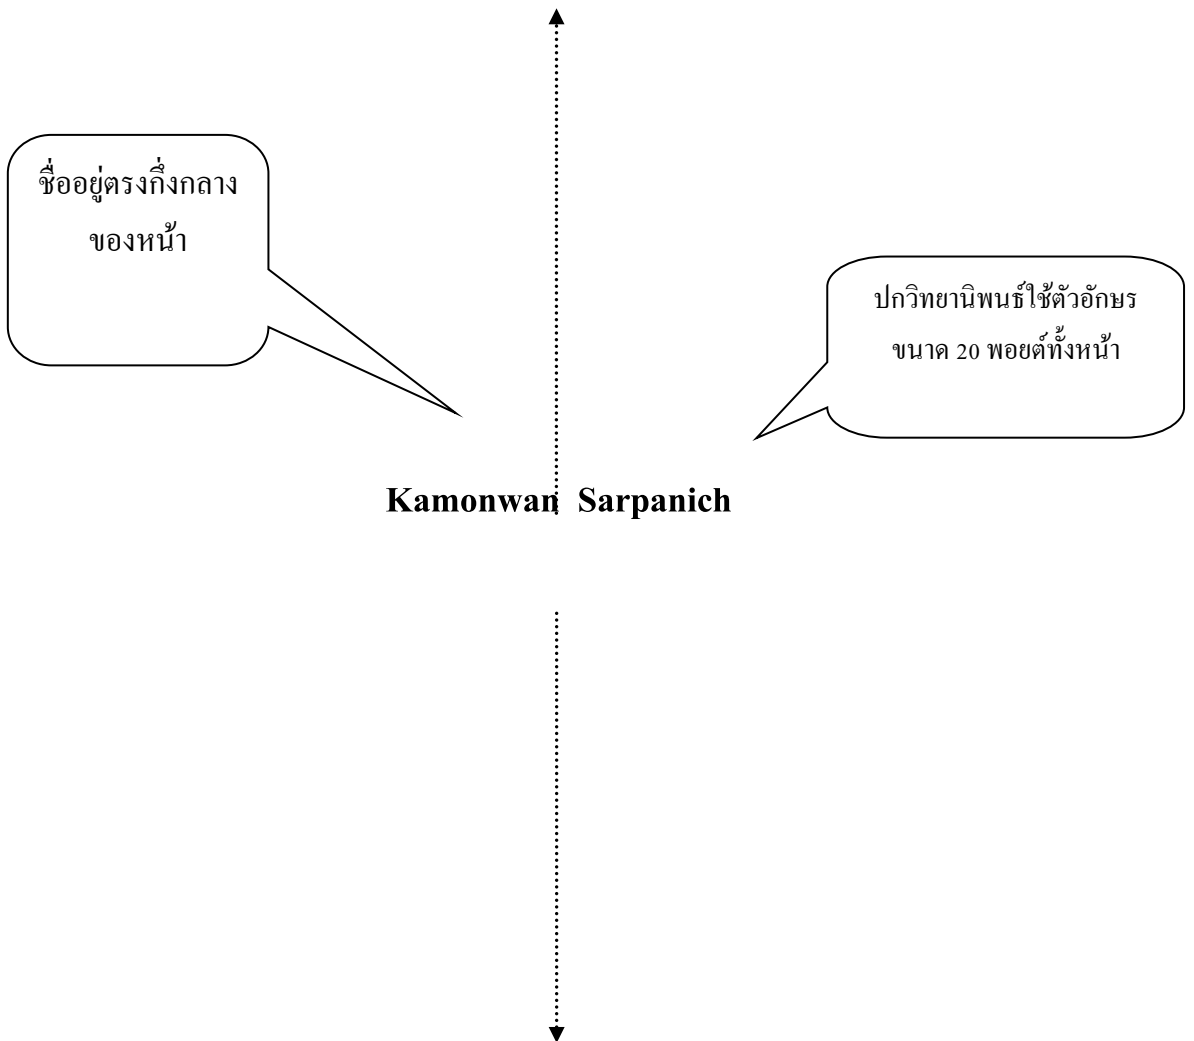 ชื่ออยู่ตรงกึ่งกลาง
ของหน้า
ปกวิทยานิพนธ์ใช้ตัวอักษร
ขนาด 20 พอยต์ทั้งหน้า
Kamonwan  Sarpanich